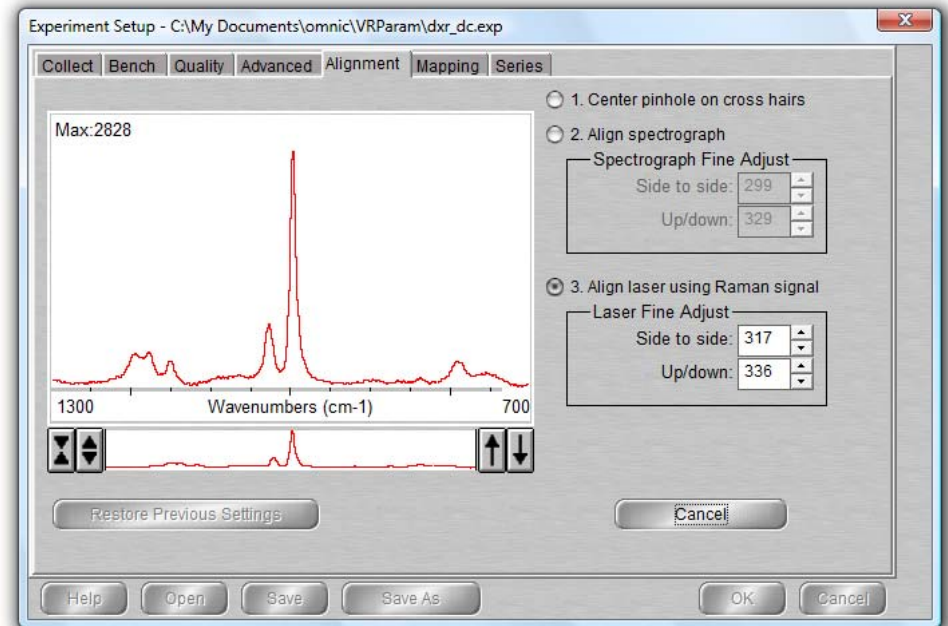 Experiment Setup - C:\My Documents\omnic\VRParam\dxr_dc.exp
Collect Bench Quality Advanced Alignment Mapping Series
Max:2828
1300 Wavenumbers (cm-1) 700
Restore Previous Settings
1. Center pinhole on cross hairs
2. Align spectrograph
Spectrograph Fine Adjust
Side to side: 299
Up/down: 329
3. Align laser using Raman signal
Laser Fine Adjust
Side to side: 317
Up/down: 336
Cancel
Help Open Save Save As OK Cancel